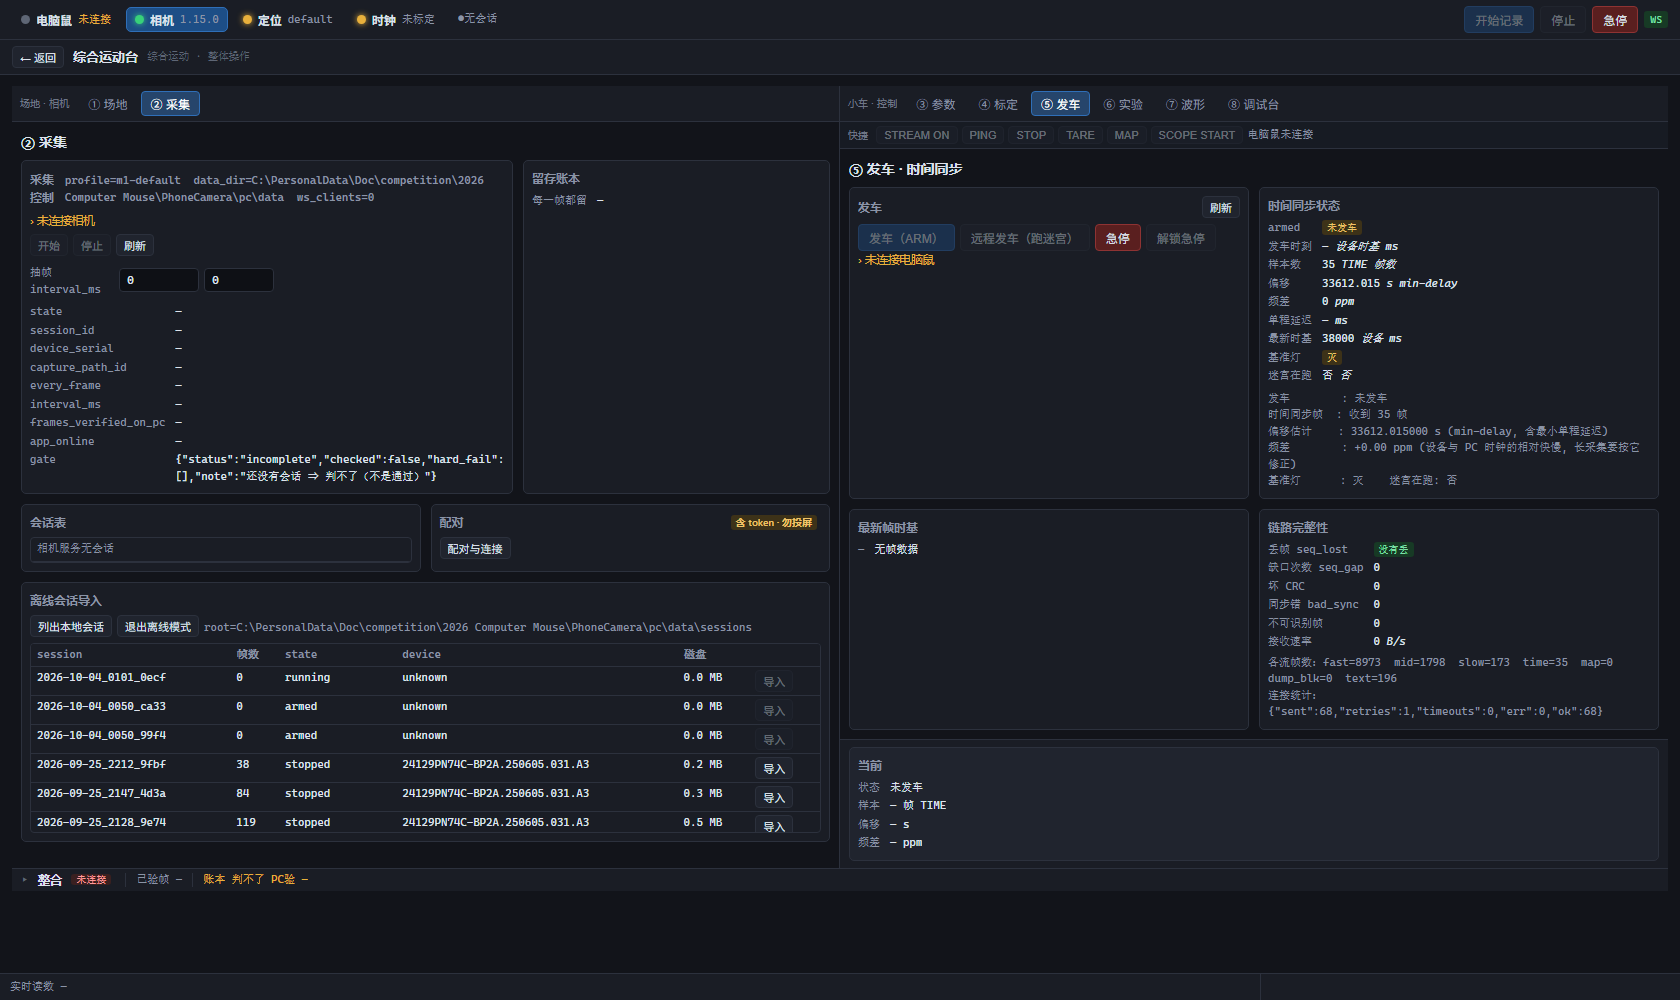 电脑鼠 未连接 相机 1.15.0 定位 default 时钟 未标定 无会话 开始记录 停止 急停 WS
←返回 综合运动台 综合运动 · 整体操作
场地·相机 ① 场地 ② 采集
② 采集
采集控制 profile=m1-default data_dir=C:\PersonalData\Doc\competition\2026 Computer Mouse\PhoneCamera\pc\data ws_clients=0
› 未连接相机
开始 停止 刷新
抽帧 interval_ms 0 0
state —
session_id —
device_serial —
capture_path_id —
every_frame —
interval_ms —
frames_verified_on_pc —
app_online —
gate {"status":"incomplete","checked":false,"hard_fail":
[],"note":"还没有会话 ⇒ 判不了（不是通过）"}
留存账本
每一帧都留 —
会话表
相机服务无会话
配对 含 token · 勿投屏
配对与连接
离线会话导入
列出本地会话 退出离线模式 root=C:\PersonalData\Doc\competition\2026 Computer Mouse\PhoneCamera\pc\data\sessions
session 帧数 state device 磁盘
2026-10-04_0101_0ecf 0 running unknown 0.0 MB 导入
2026-10-04_0050_ca33 0 armed unknown 0.0 MB 导入
2026-10-04_0050_99f4 0 armed unknown 0.0 MB 导入
2026-09-25_2212_9fbf 38 stopped 24129PN74C-BP2A.250605.031.A3 0.2 MB 导入
2026-09-25_2147_4d3a 84 stopped 24129PN74C-BP2A.250605.031.A3 0.3 MB 导入
2026-09-25_2128_9e74 119 stopped 24129PN74C-BP2A.250605.031.A3 0.5 MB 导入
小车·控制 ③ 参数 ④ 标定 ⑤ 发车 ⑥ 实验 ⑦ 波形 ⑧ 调试台
快捷 STREAM ON PING STOP TARE MAP SCOPE START 电脑鼠未连接
⑤ 发车 · 时间同步
发车 刷新
发车（ARM） 远程发车（跑迷宫） 急停 解锁急停
› 未连接电脑鼠
时间同步状态
armed 未发车
发车时刻 — 设备时基 ms
样本数 35 TIME 帧数
偏移 33612.015 s min-delay
频差 0 ppm
单程延迟 — ms
最新时基 38000 设备 ms
基准灯 灭
迷宫在跑 否 否
发车 : 未发车
时间同步帧 : 收到 35 帧
偏移估计 : 33612.015000 s (min-delay, 含最小单程延迟)
频差 : +0.00 ppm (设备与 PC 时钟的相对快慢, 长采集要按它
修正)
基准灯 : 灭 迷宫在跑: 否
最新帧时基
— 无帧数据
链路完整性
丢帧 seq_lost 没有丢
缺口次数 seq_gap 0
坏 CRC 0
同步错 bad_sync 0
不可识别帧 0
接收速率 0 B/s
各流帧数: fast=8973 mid=1798 slow=173 time=35 map=0
dump_blk=0 text=196
连接统计:
{"sent":68,"retries":1,"timeouts":0,"err":0,"ok":68}
当前
状态 未发车
样本 — 帧 TIME
偏移 — s
频差 — ppm
▸ 整合 未连接 已验帧 — 账本 判不了 PC验 —
实时读数 —